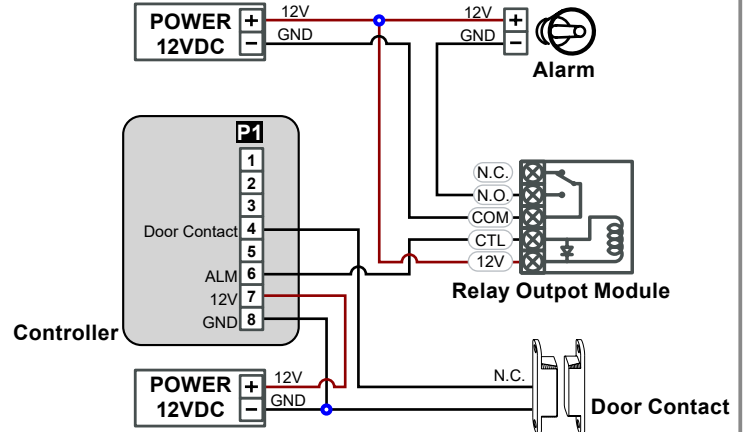 POWER 12VDC
+
−
12V
GND
12V
GND
+
−
Alarm
P1
1
2
3
Door Contact 4
5
ALM 6
12V 7
GND 8
Controller
N.C.
N.O.
COM
CTL
12V
Relay Outpot Module
POWER 12VDC
+
−
12V
GND
N.C.
Door Contact